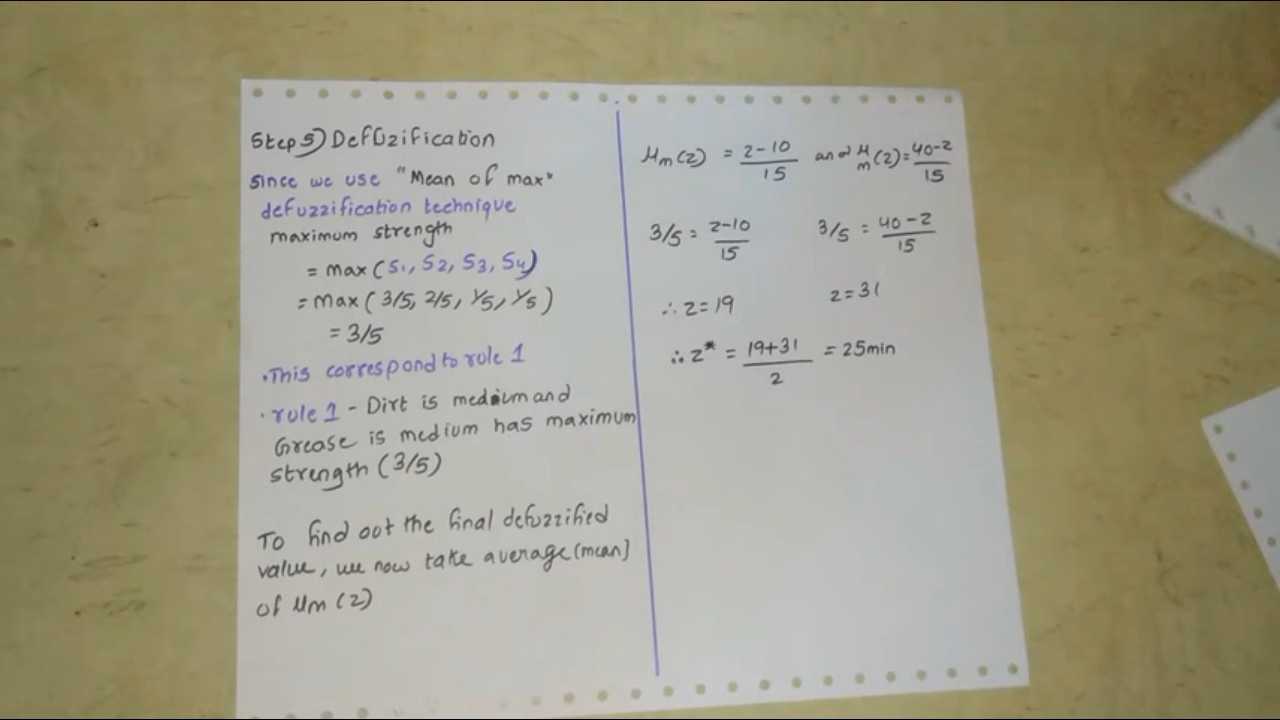 Step 5) Defuzification
Since we use "Mean of max"
defuzzification technique
maximum strength
= max (S1, S2, S3, S4)
= max ( 3/5, 2/5, 1/5, 1/5 )
= 3/5
• This correspond to rule 1
• rule 1 - Dirt is medium and
Grease is medium has maximum
strength (3/5)
To find out the final defuzzified
value, we now take average (mean)
of μm (z)
μm (z) = z-10/15 and μm (z) = 40-z/15
3/5 = z-10/15 3/5 = 40-z/15
∴ z = 19 z = 31
∴ z* = 19+31/2 = 25min